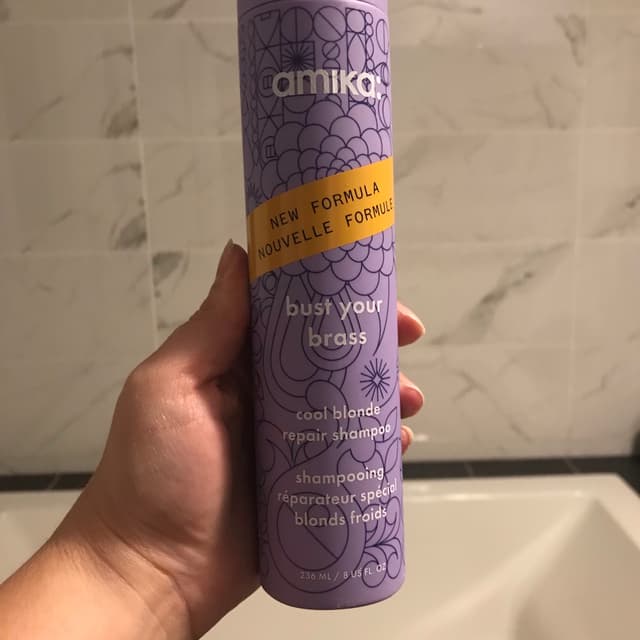 amika:
NEW FORMULA
NOUVELLE FORMULE
bust your
brass
cool blonde
repair shampoo
shampooing
réparateur spécial
blonds froids
236 ML / 8 US FL. OZ